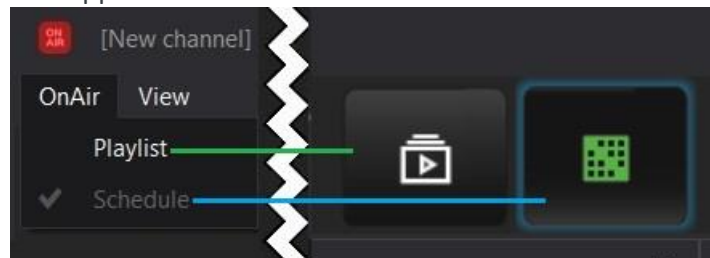 ON
AIR
[New channel]
OnAir View
Playlist
Schedule